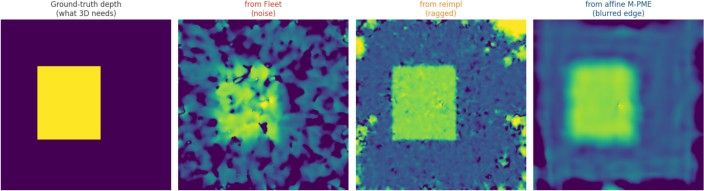 Ground-truth depth
(what 3D needs)
from Fleet
(noise)
from reimpl
(ragged)
from affine M-PME
(blurred edge)